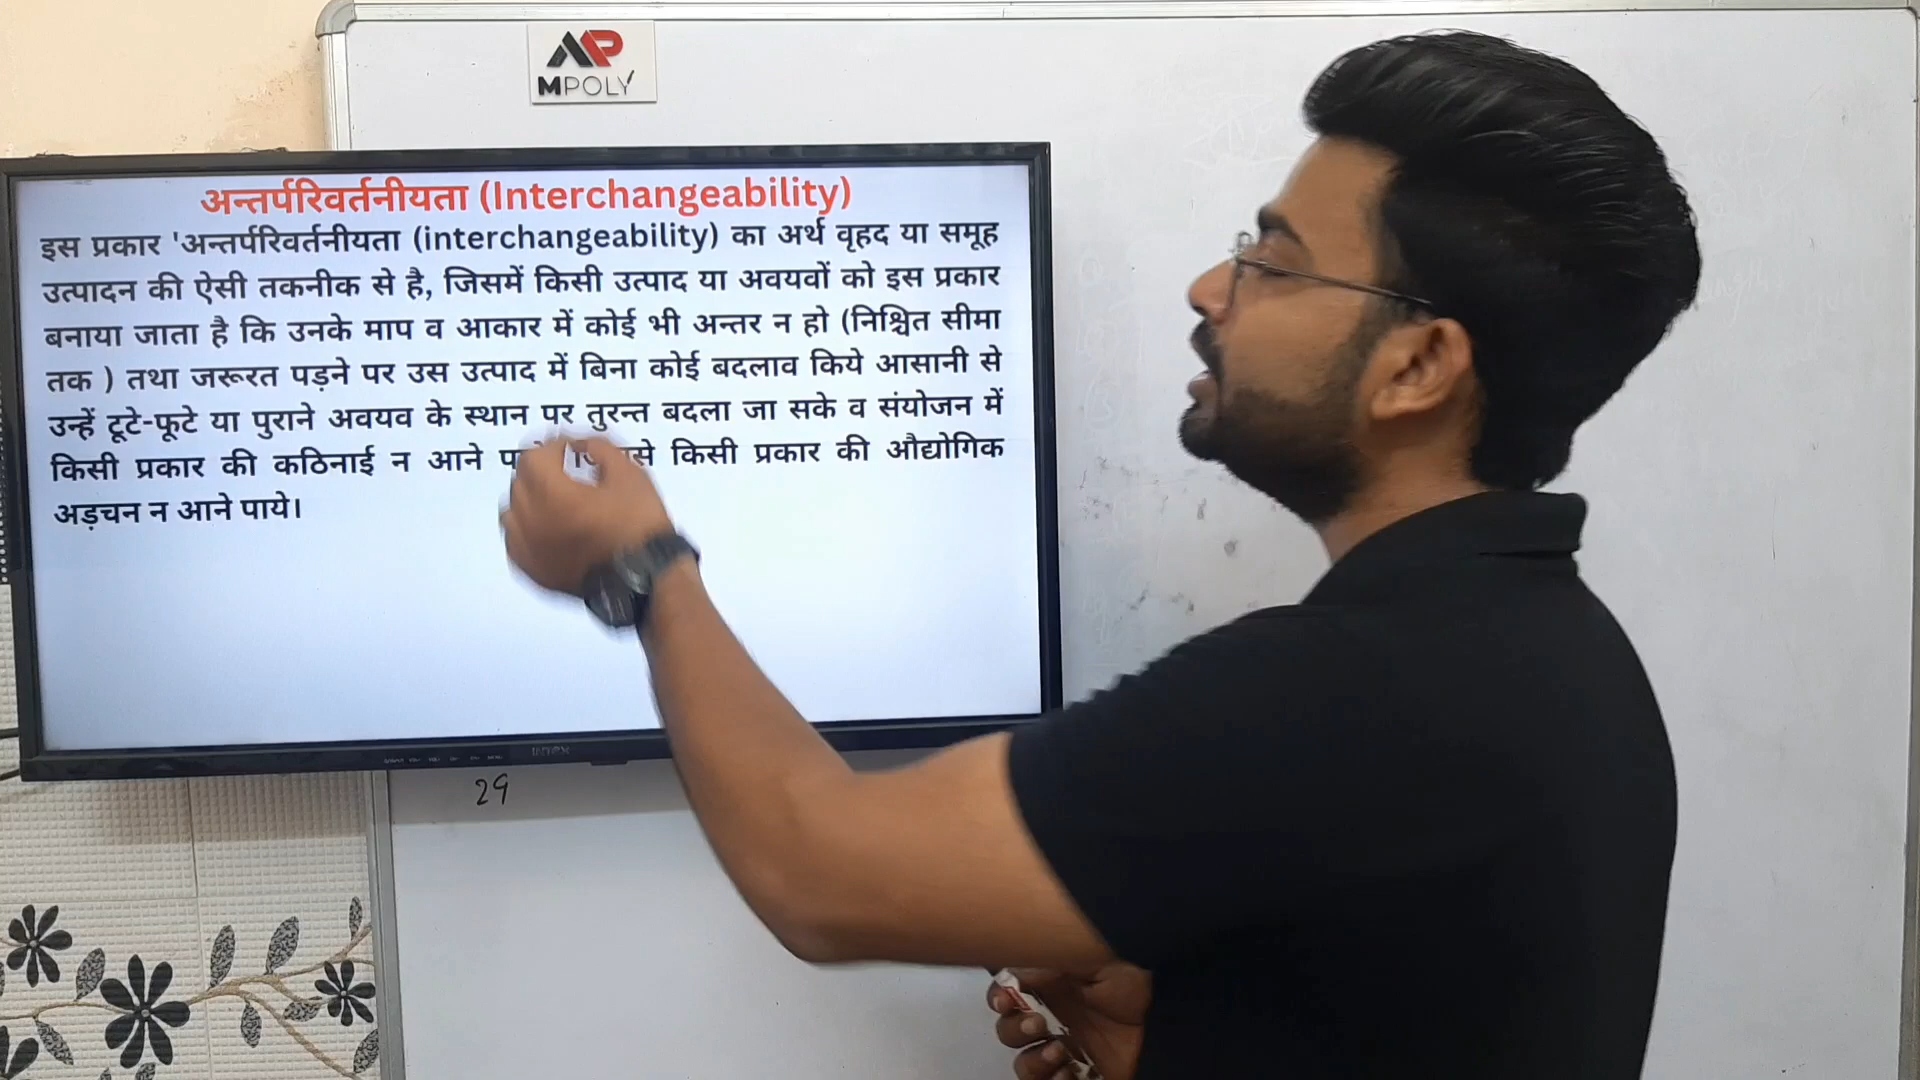 MPOLY
अन्तर्परिवर्तनीयता (Interchangeability)
इस प्रकार 'अन्तर्परिवर्तनीयता (interchangeability) का अर्थ वृहद या समूह
उत्पादन की ऐसी तकनीक से है, जिसमें किसी उत्पाद या अवयवों को इस प्रकार
बनाया जाता है कि उनके माप व आकार में कोई भी अन्तर न हो (निश्चित सीमा
तक ) तथा जरूरत पड़ने पर उस उत्पाद में बिना कोई बदलाव किये आसानी से
उन्हें टूटे-फूटे या पुराने अवयव के स्थान पर तुरन्त बदला जा सके व संयोजन में
किसी प्रकार की कठिनाई न आने किसी प्रकार की औद्योगिक
अड़चन न आने पाये।
29